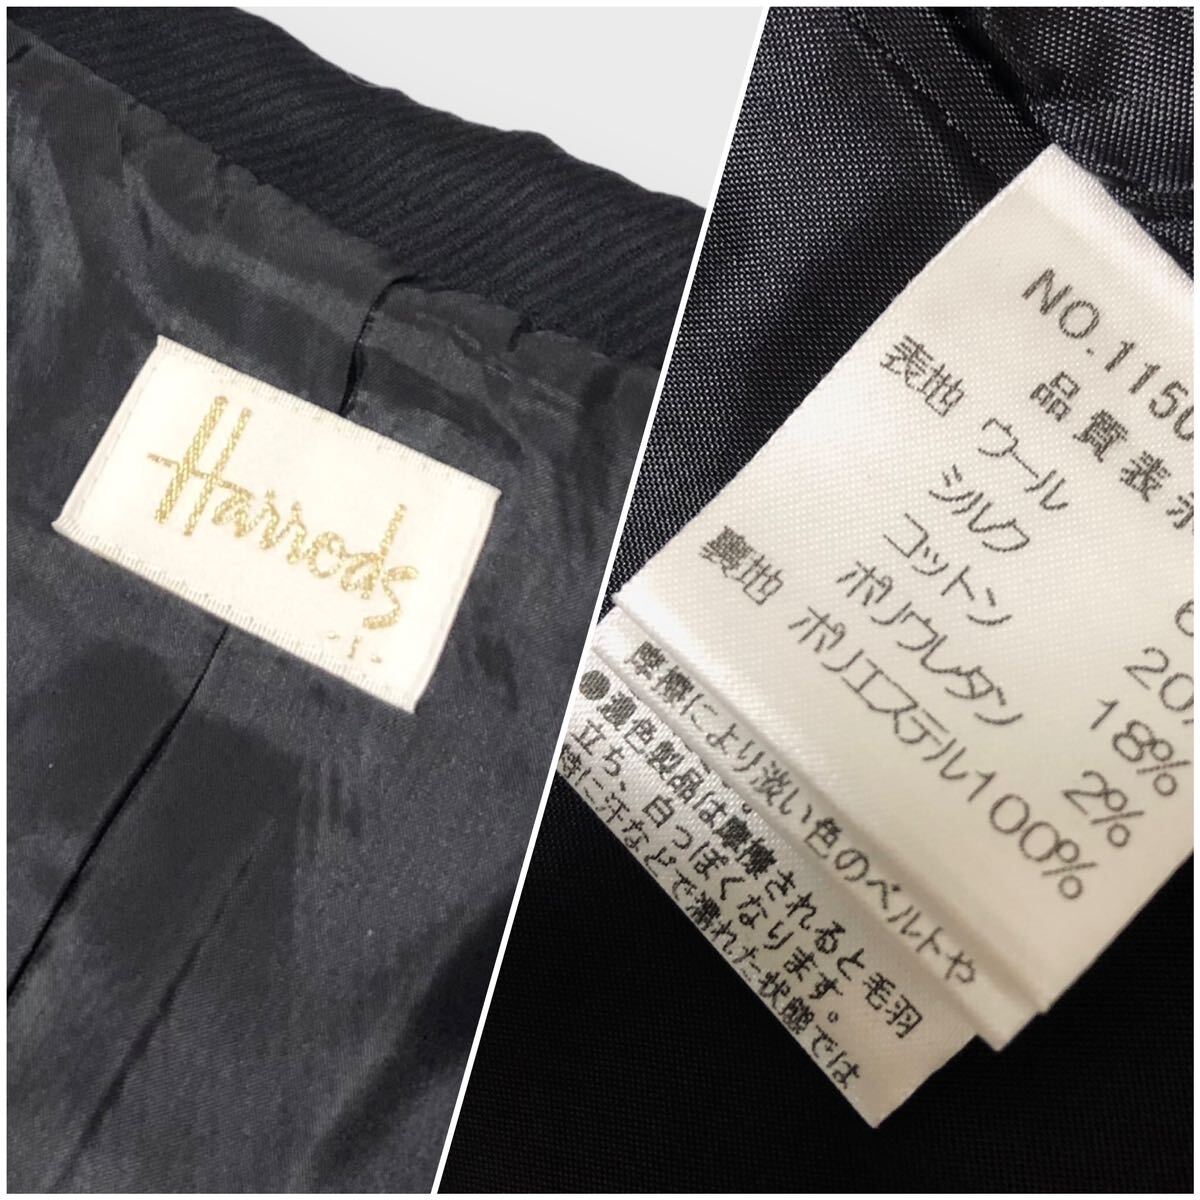 Harrods
NO.1150
品質表示
表地 ウール 6
シルク 20%
コットン 18%
ポリウレタン 2%
裏地 ポリエステル100%
摩擦により淡い色のベルトや
●濃色製品は、摩擦されると毛羽
立ち、白っぽくなります。
特に汗などで濡れた状態では